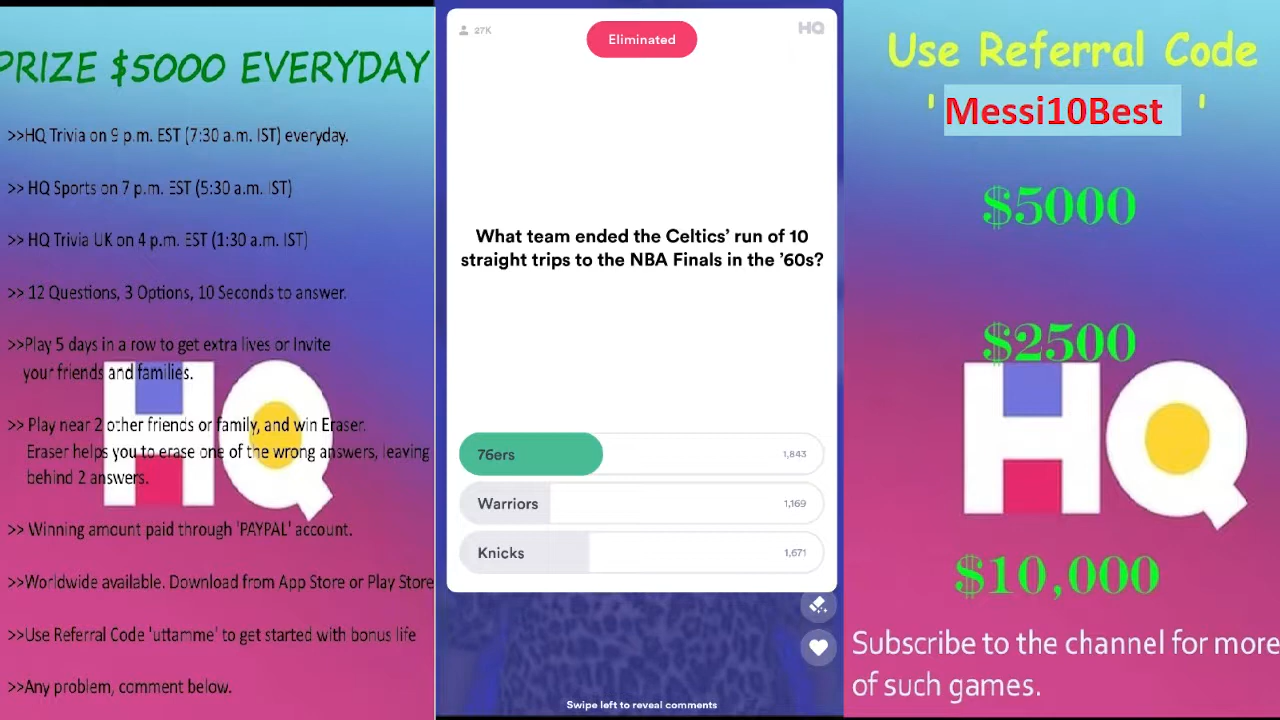 PRIZE $5000 EVERYDAY
>>HQ Trivia on 9 p.m. EST (7:30 a.m. IST) everyday.
>> HQ Sports on 7 p.m. EST (5:30 a.m. IST)
>> HQ Trivia UK on 4 p.m. EST (1:30 a.m. IST)
>> 12 Questions, 3 Options, 10 Seconds to answer.
>>Play 5 days in a row to get extra lives or Invite
your friends and families.
>> Play near 2 other friends or family, and win Eraser.
Eraser helps you to erase one of the wrong answers, leaving
behind 2 answers.
>> Winning amount paid through 'PAYPAL' account.
>>Worldwide available. Download from App Store or Play Store
>>Use Referral Code 'uttamme' to get started with bonus life
>>Any problem, comment below.
HQ
27K
Eliminated
HQ
What team ended the Celtics’ run of 10
straight trips to the NBA Finals in the ’60s?
76ers 1,843
Warriors 1,169
Knicks 1,671
Swipe left to reveal comments
Use Referral Code
' Messi10Best '
$5000
$2500
HQ
$10,000
Subscribe to the channel for more
of such games.